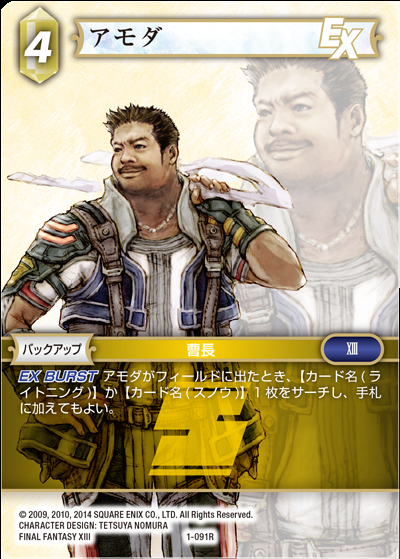 4
アモダ
EX
バックアップ
曹長
XIII
EX BURST アモダがフィールドに出たとき、【カード名 (ラ
イトニング)】か【カード名 (スノウ)】1 枚をサーチし、手札
に加えてもよい。
© 2009, 2010, 2014 SQUARE ENIX CO., LTD. All Rights Reserved.
CHARACTER DESIGN: TETSUYA NOMURA
FINAL FANTASY XIII
1-091R